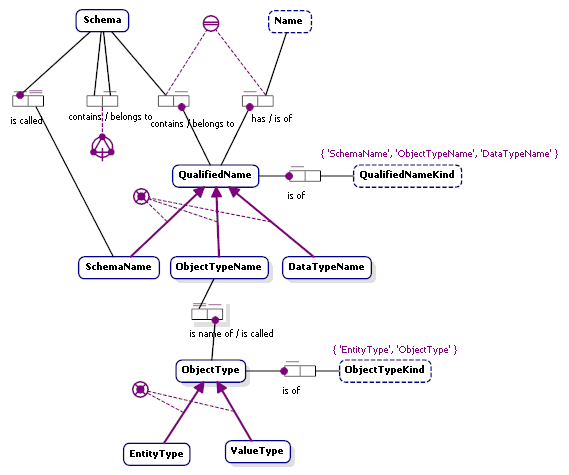 Schema
Name
is called
contains / belongs to
contains / belongs to
has / is of
{ 'SchemaName', 'ObjectTypeName', 'DataTypeName' }
QualifiedName
QualifiedNameKind
is of
SchemaName
ObjectTypeName
DataTypeName
is name of / is called
{ 'EntityType', 'ObjectType' }
ObjectType
ObjectTypeKind
is of
EntityType
ValueType